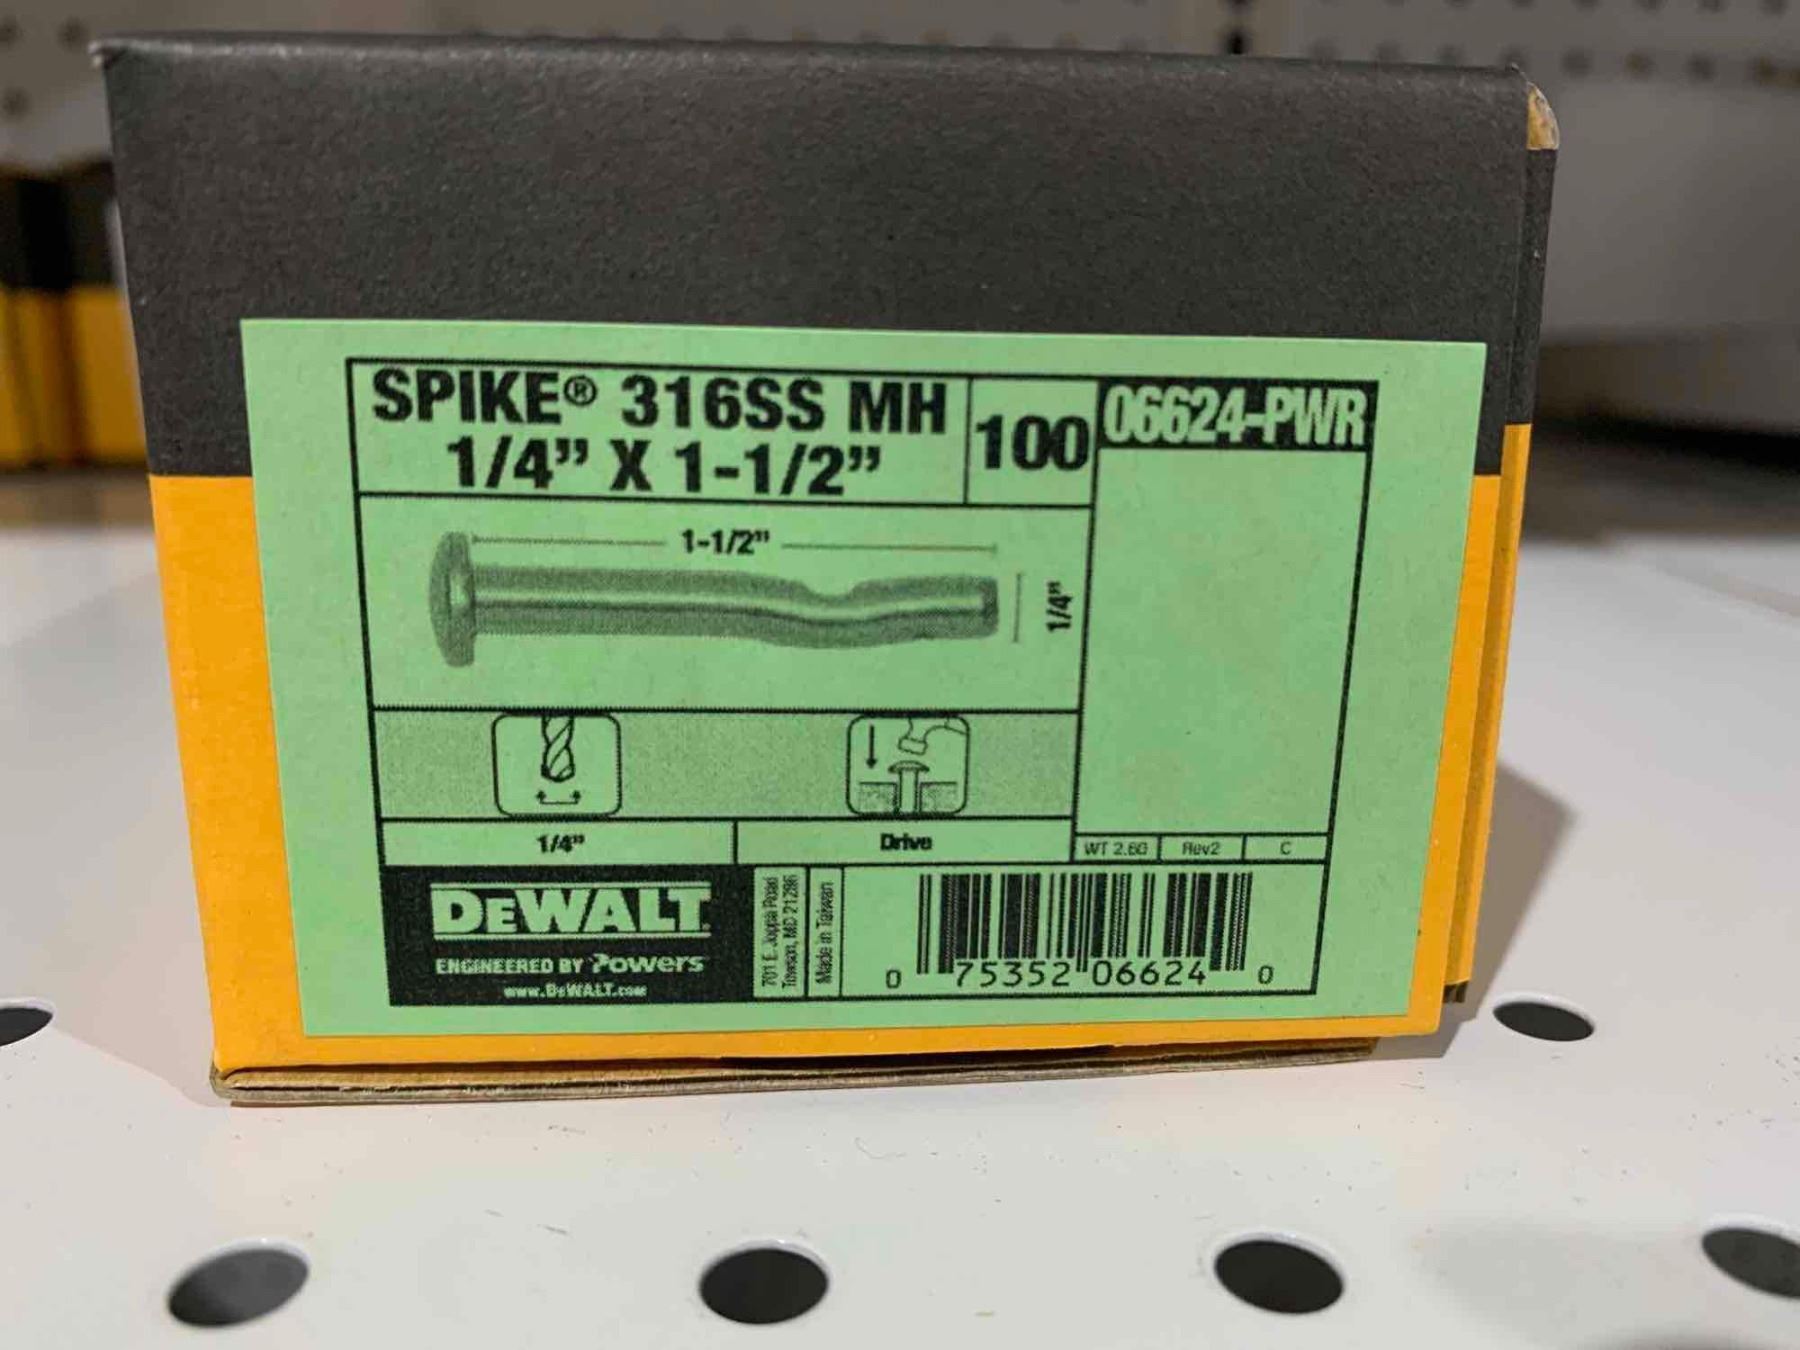 SPIKE® 316SS MH
1/4” X 1-1/2”
100
06624-PWR
1-1/2”
1/4”
1/4”
Drive
WT 2.60
Rev2
C
DEWALT
ENGINEERED BY Powers
www.DeWALT.com
701 E. Joppa Road
Towson, MD 21286
Made in Taiwan
0 75352 06624 0